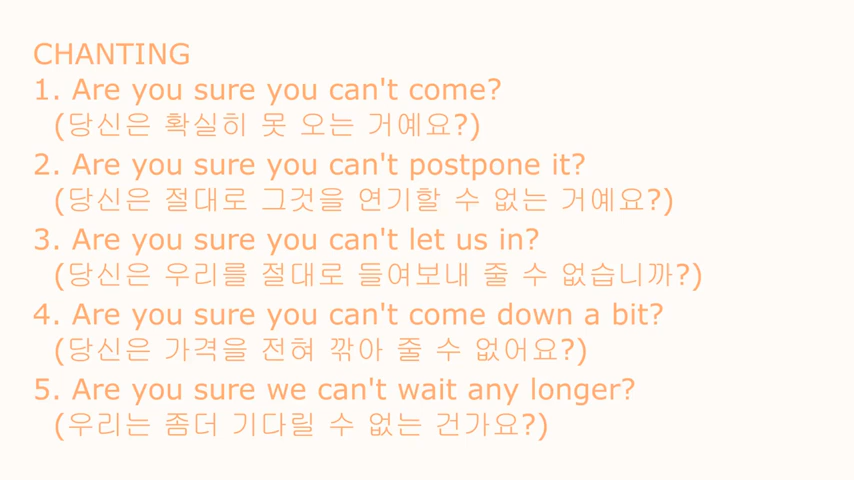 CHANTING
1. Are you sure you can't come?
(당신은 확실히 못 오는 거예요?)
2. Are you sure you can't postpone it?
(당신은 절대로 그것을 연기할 수 없는 거예요?)
3. Are you sure you can't let us in?
(당신은 우리를 절대로 들여보내 줄 수 없습니까?)
4. Are you sure you can't come down a bit?
(당신은 가격을 전혀 깎아 줄 수 없어요?)
5. Are you sure we can't wait any longer?
(우리는 좀더 기다릴 수 없는 건가요?)